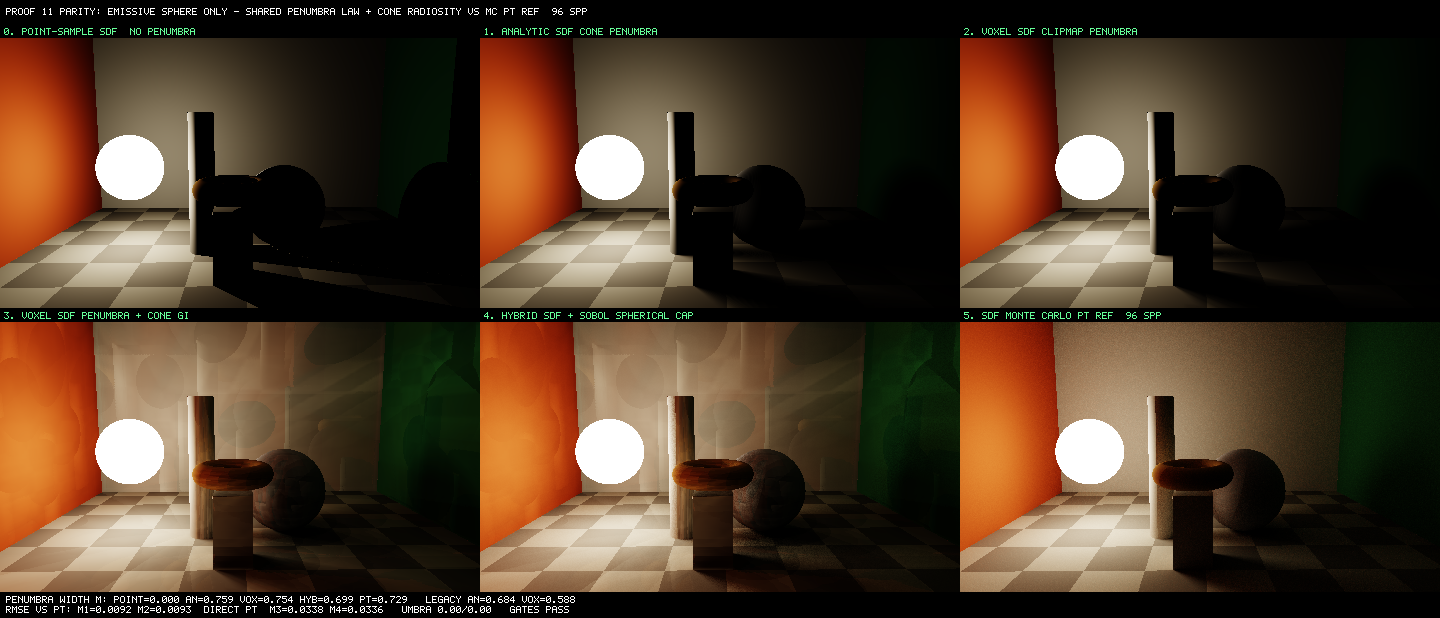 PROOF 11 PARITY: EMISSIVE SPHERE ONLY - SHARED PENUMBRA LAW + CONE RADIOSITY VS MC PT REF  96 SPP
0. POINT-SAMPLE SDF  NO PENUMBRA
1. ANALYTIC SDF CONE PENUMBRA
2. VOXEL SDF CLIPMAP PENUMBRA
3. VOXEL SDF PENUMBRA + CONE GI
4. HYBRID SDF + SOBOL SPHERICAL CAP
5. SDF MONTE CARLO PT REF  96 SPP
PENUMBRA WIDTH M: POINT=0.000 AN=0.759 VOX=0.754 HYB=0.699 PT=0.729   LEGACY AN=0.684 VOX=0.588
RMSE VS PT: M1=0.0092 M2=0.0093  DIRECT PT  M3=0.0338 M4=0.0336   UMBRA 0.00/0.00   GATES PASS